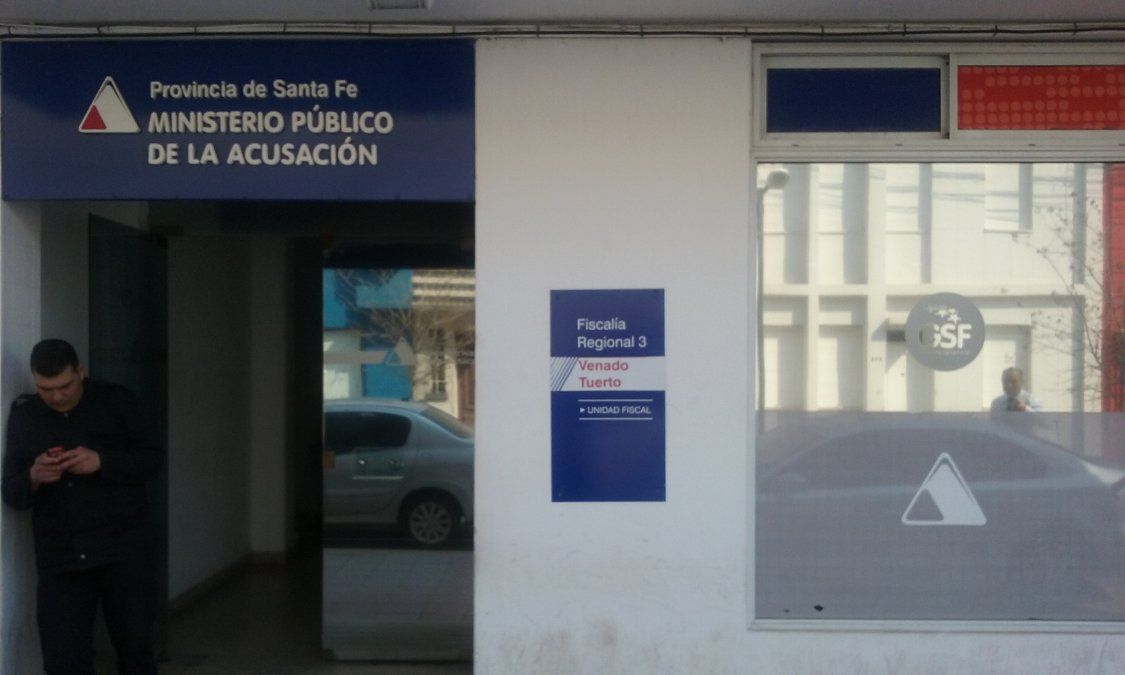 Provincia de Santa Fe
MINISTERIO PÚBLICO
DE LA ACUSACIÓN
Fiscalía
Regional 3
Venado
Tuerto
▸ UNIDAD FISCAL
GSF